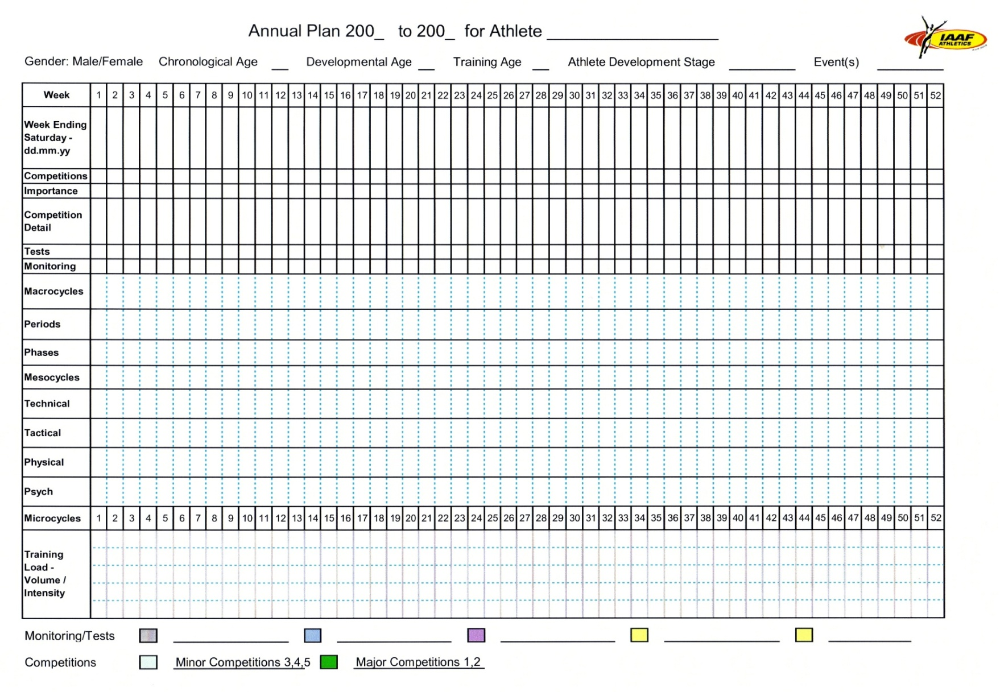 Annual Plan 200_ to 200_ for Athlete ____________________
IAAF
ATHLETICS
Gender: Male/Female Chronological Age __ Developmental Age __ Training Age __ Athlete Development Stage ________ Event(s) ________
Week 1 2 3 4 5 6 7 8 9 10 11 12 13 14 15 16 17 18 19 20 21 22 23 24 25 26 27 28 29 30 31 32 33 34 35 36 37 38 39 40 41 42 43 44 45 46 47 48 49 50 51 52
Week Ending
Saturday -
dd.mm.yy
Competitions
Importance
Competition
Detail
Tests
Monitoring
Macrocycles
Periods
Phases
Mesocycles
Technical
Tactical
Physical
Psych
Microcycles 1 2 3 4 5 6 7 8 9 10 11 12 13 14 15 16 17 18 19 20 21 22 23 24 25 26 27 28 29 30 31 32 33 34 35 36 37 38 39 40 41 42 43 44 45 46 47 48 49 50 51 52
Training
Load -
Volume /
Intensity
Monitoring/Tests
Competitions Minor Competitions 3,4,5 Major Competitions 1,2